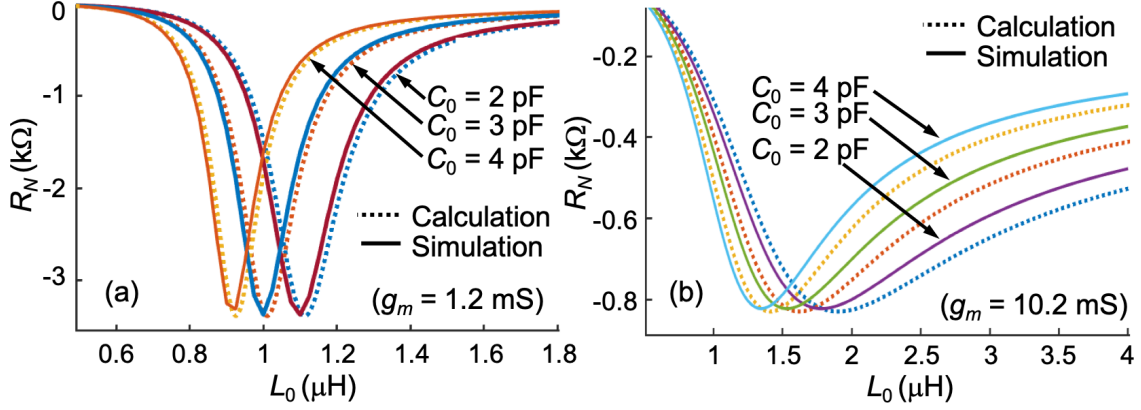 0
-1
-2
-3
R_N (kΩ)
C_0 = 2 pF
C_0 = 3 pF
C_0 = 4 pF
Calculation
Simulation
(a)
(g_m = 1.2 mS)
0.6 0.8 1 1.2 1.4 1.6 1.8
L_0 (μH)
-0.2
-0.4
-0.6
-0.8
R_N (kΩ)
Calculation
Simulation
C_0 = 4 pF
C_0 = 3 pF
C_0 = 2 pF
(b)
(g_m = 10.2 mS)
1 1.5 2 2.5 3 3.5 4
L_0 (μH)